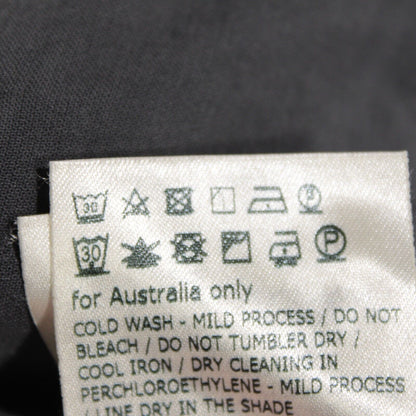 30 P
30 P
for Australia only
COLD WASH - MILD PROCESS / DO NOT
BLEACH / DO NOT TUMBLER DRY /
COOL IRON / DRY CLEANING IN
PERCHLOROETHYLENE - MILD PROCESS
/ LINE DRY IN THE SHADE